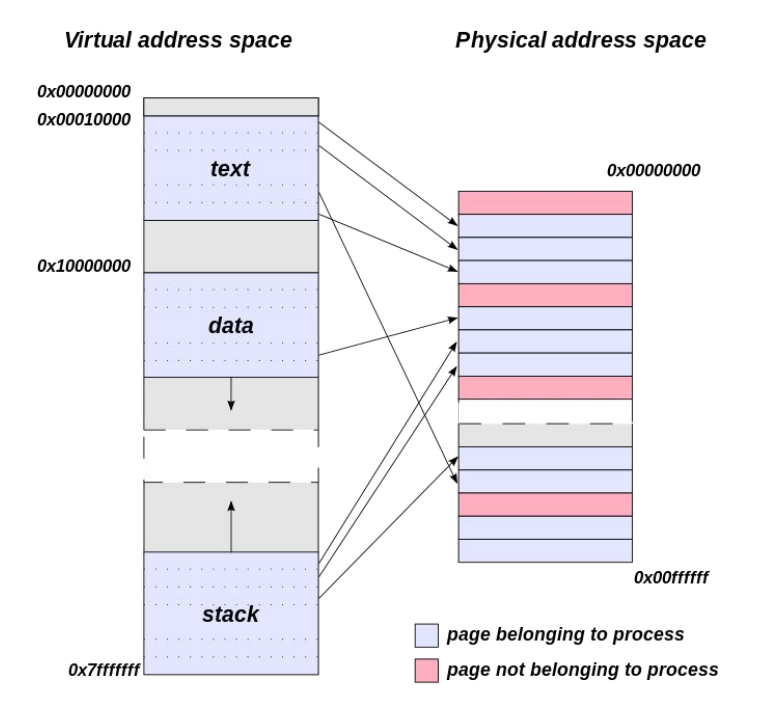 Virtual address space
Physical address space
0x00000000
0x00010000
text
0x00000000
0x10000000
data
stack
0x00ffffff
page belonging to process
0x7fffffff
page not belonging to process